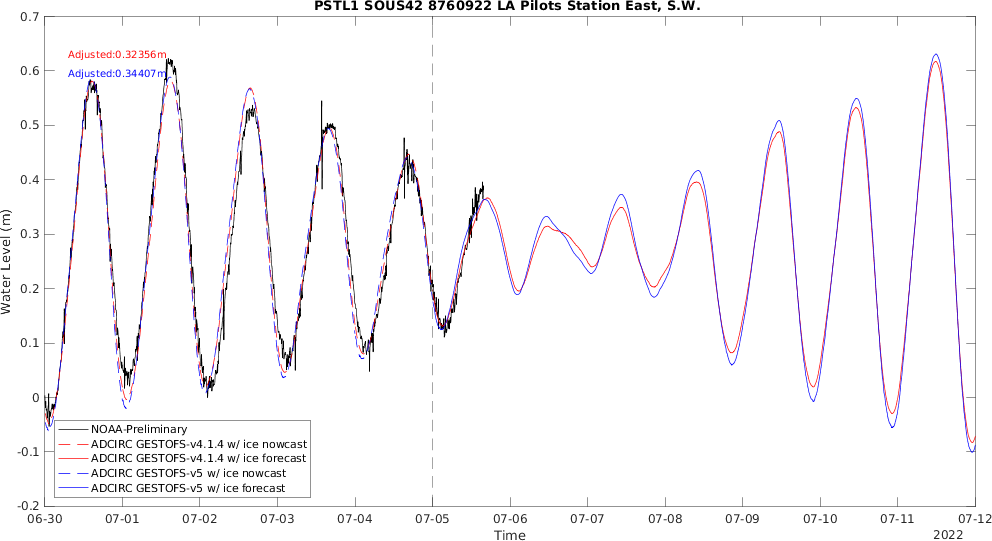 PSTL1 SOUS42 8760922 LA Pilots Station East, S.W.
Adjusted:0.32356m
Adjusted:0.34407m
Water Level (m)
0.7
0.6
0.5
0.4
0.3
0.2
0.1
0
-0.1
-0.2
NOAA-Preliminary
ADCIRC GESTOFS-v4.1.4 w/ ice nowcast
ADCIRC GESTOFS-v4.1.4 w/ ice forecast
ADCIRC GESTOFS-v5 w/ ice nowcast
ADCIRC GESTOFS-v5 w/ ice forecast
06-30 07-01 07-02 07-03 07-04 07-05 07-06 07-07 07-08 07-09 07-10 07-11 07-12
Time
2022